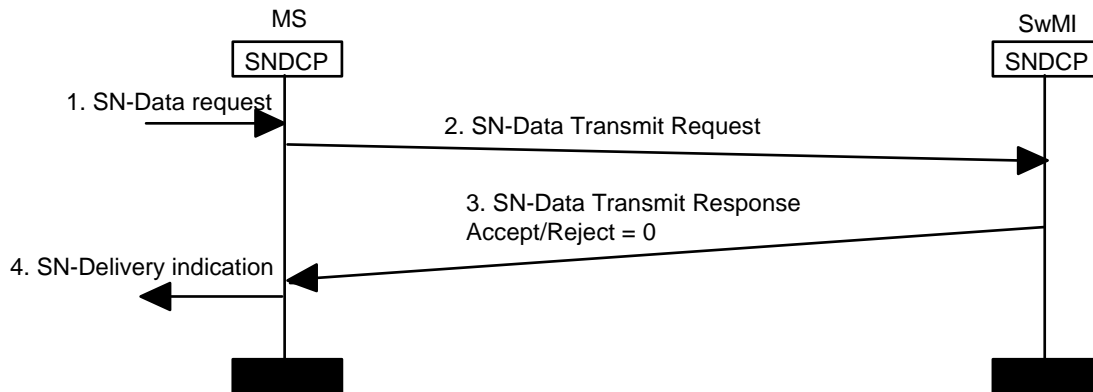 MS
SwMI
SNDCP
SNDCP
1. SN-Data request
2. SN-Data Transmit Request
3. SN-Data Transmit Response
Accept/Reject = 0
4. SN-Delivery indication